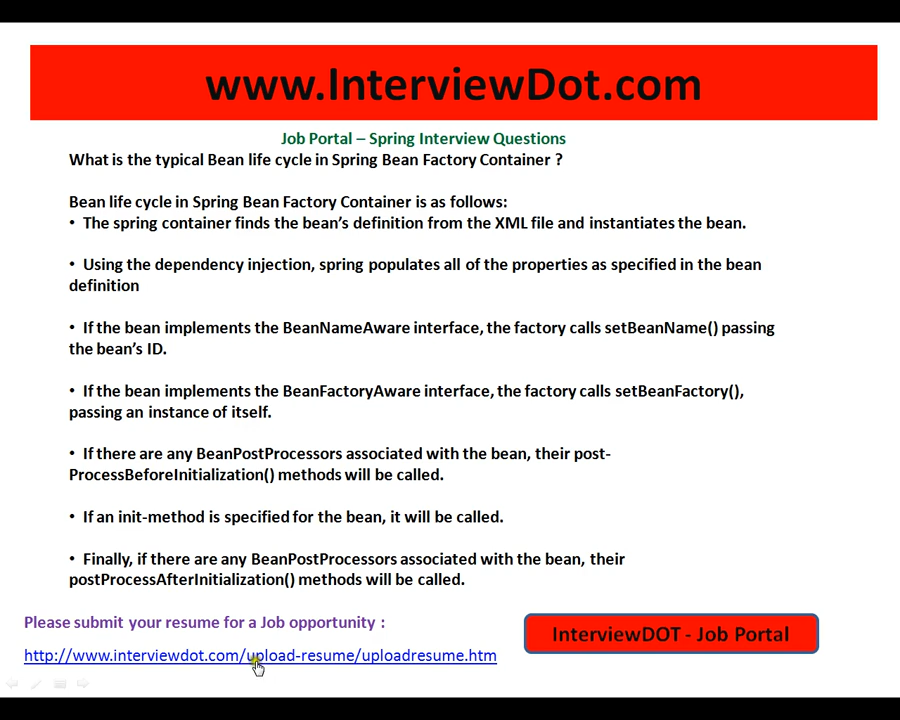 www.InterviewDot.com
Job Portal – Spring Interview Questions
What is the typical Bean life cycle in Spring Bean Factory Container ?
Bean life cycle in Spring Bean Factory Container is as follows:
• The spring container finds the bean's definition from the XML file and instantiates the bean.
• Using the dependency injection, spring populates all of the properties as specified in the bean
definition
• If the bean implements the BeanNameAware interface, the factory calls setBeanName() passing
the bean's ID.
• If the bean implements the BeanFactoryAware interface, the factory calls setBeanFactory(),
passing an instance of itself.
• If there are any BeanPostProcessors associated with the bean, their post-
ProcessBeforeInitialization() methods will be called.
• If an init-method is specified for the bean, it will be called.
• Finally, if there are any BeanPostProcessors associated with the bean, their
postProcessAfterInitialization() methods will be called.
Please submit your resume for a Job opportunity :
InterviewDOT - Job Portal
http://www.interviewdot.com/upload-resume/uploadresume.htm